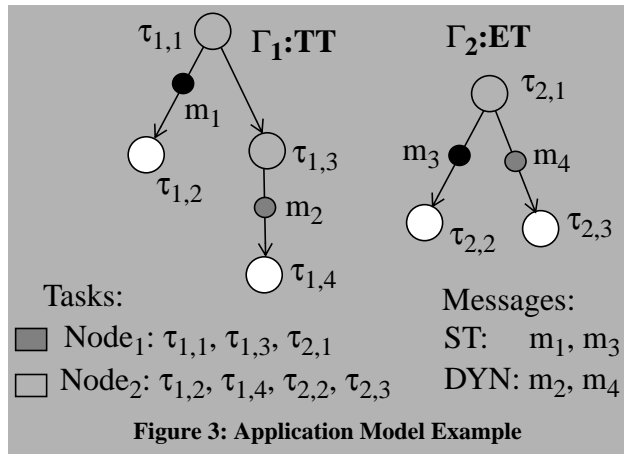 τ1,1
Γ1:TT
Γ2:ET
τ2,1
m1
m3
m4
τ1,2
τ1,3
τ2,2
τ2,3
m2
τ1,4
Tasks:
Node1: τ1,1, τ1,3, τ2,1
Node2: τ1,2, τ1,4, τ2,2, τ2,3
Messages:
ST: m1, m3
DYN: m2, m4
Figure 3: Application Model Example